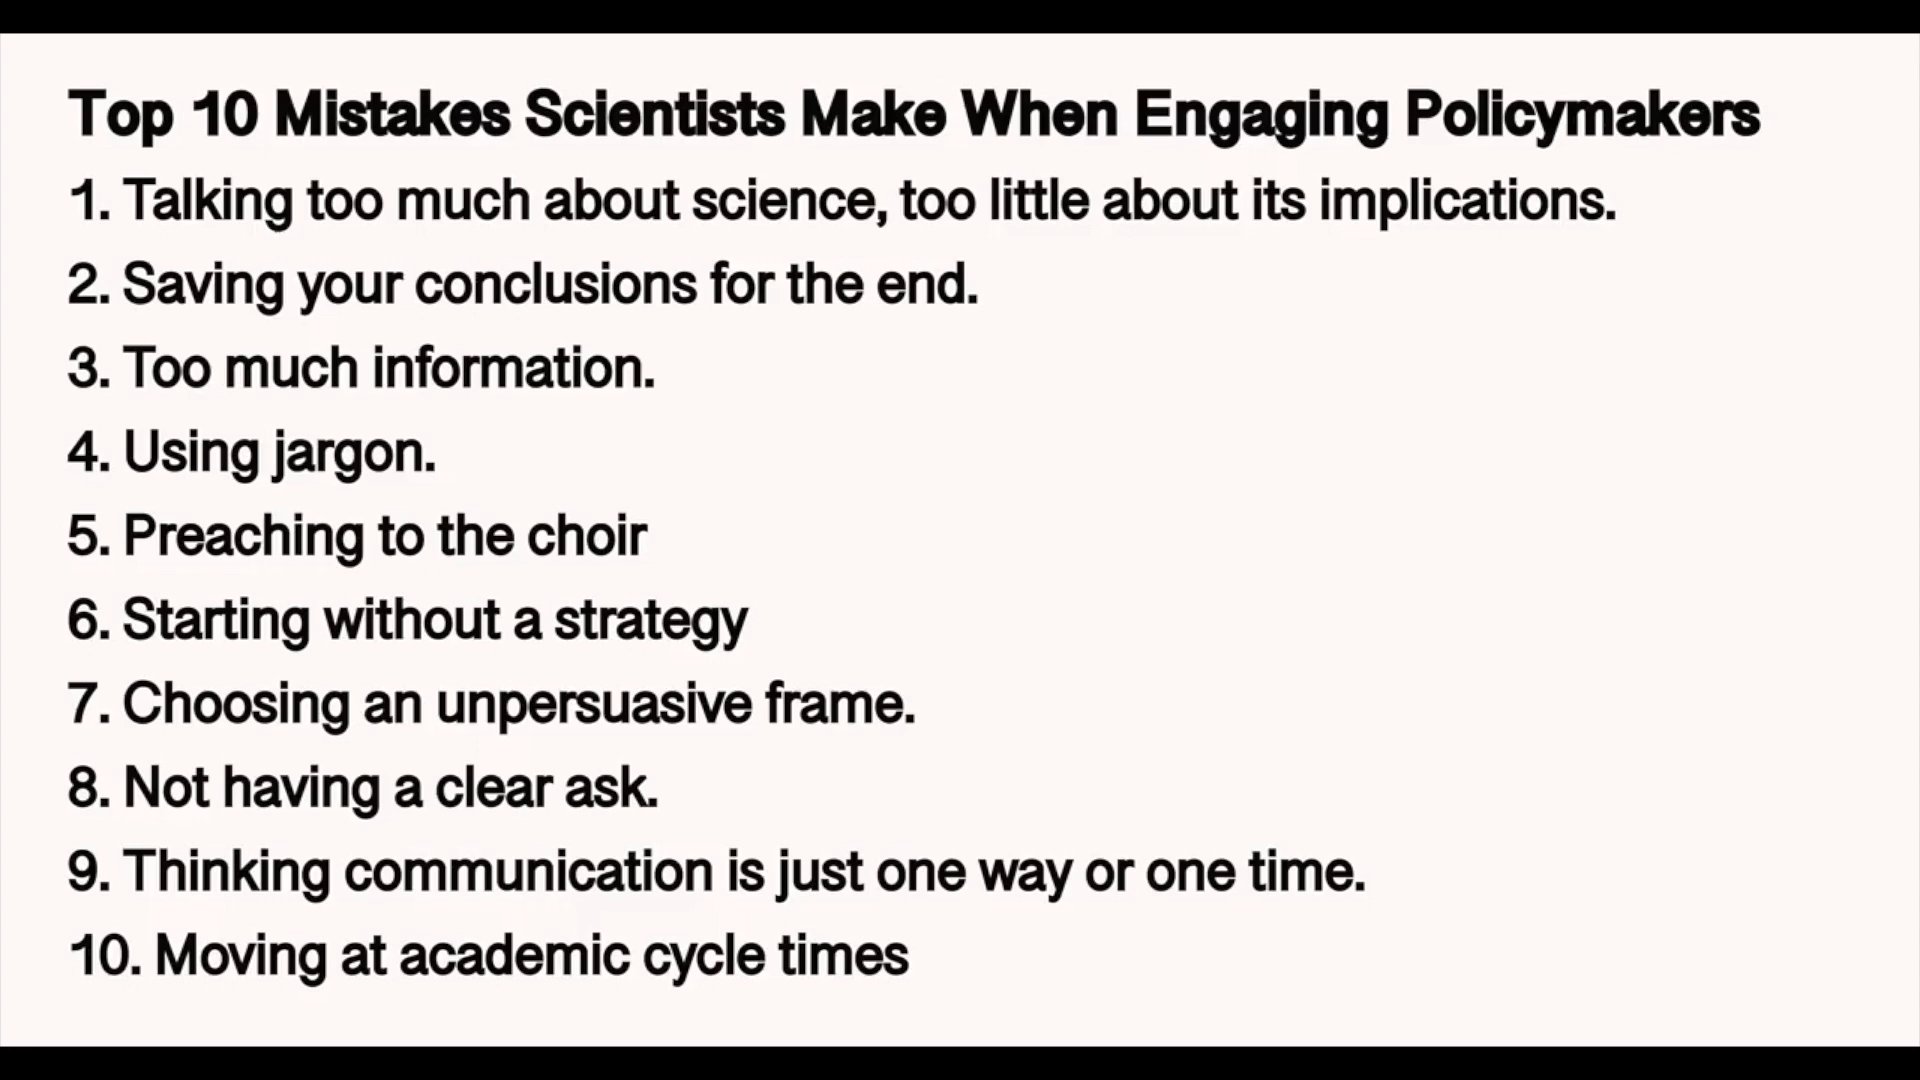 Top 10 Mistakes Scientists Make When Engaging Policymakers
1. Talking too much about science, too little about its implications.
2. Saving your conclusions for the end.
3. Too much information.
4. Using jargon.
5. Preaching to the choir
6. Starting without a strategy
7. Choosing an unpersuasive frame.
8. Not having a clear ask.
9. Thinking communication is just one way or one time.
10. Moving at academic cycle times